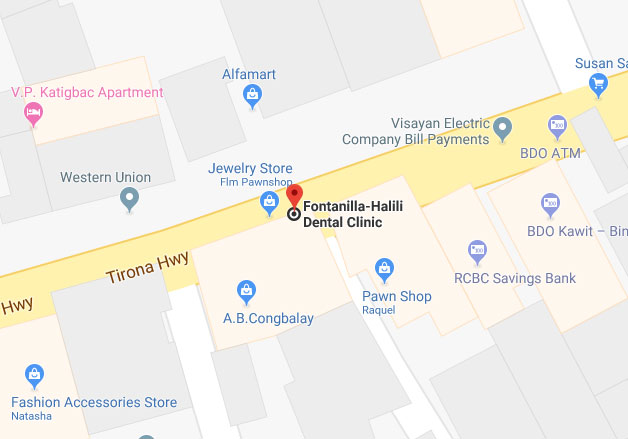 Susan Sa
Alfamart
V.P. Katigbac Apartment
Visayan Electric
Company Bill Payments
BDO ATM
Jewelry Store
Flm Pawnshop
Western Union
Fontanilla-Halili
Dental Clinic
BDO Kawit – Bin
Tirona Hwy
RCBC Savings Bank
Pawn Shop
Raquel
Hwy
A.B.Congbalay
Fashion Accessories Store
Natasha